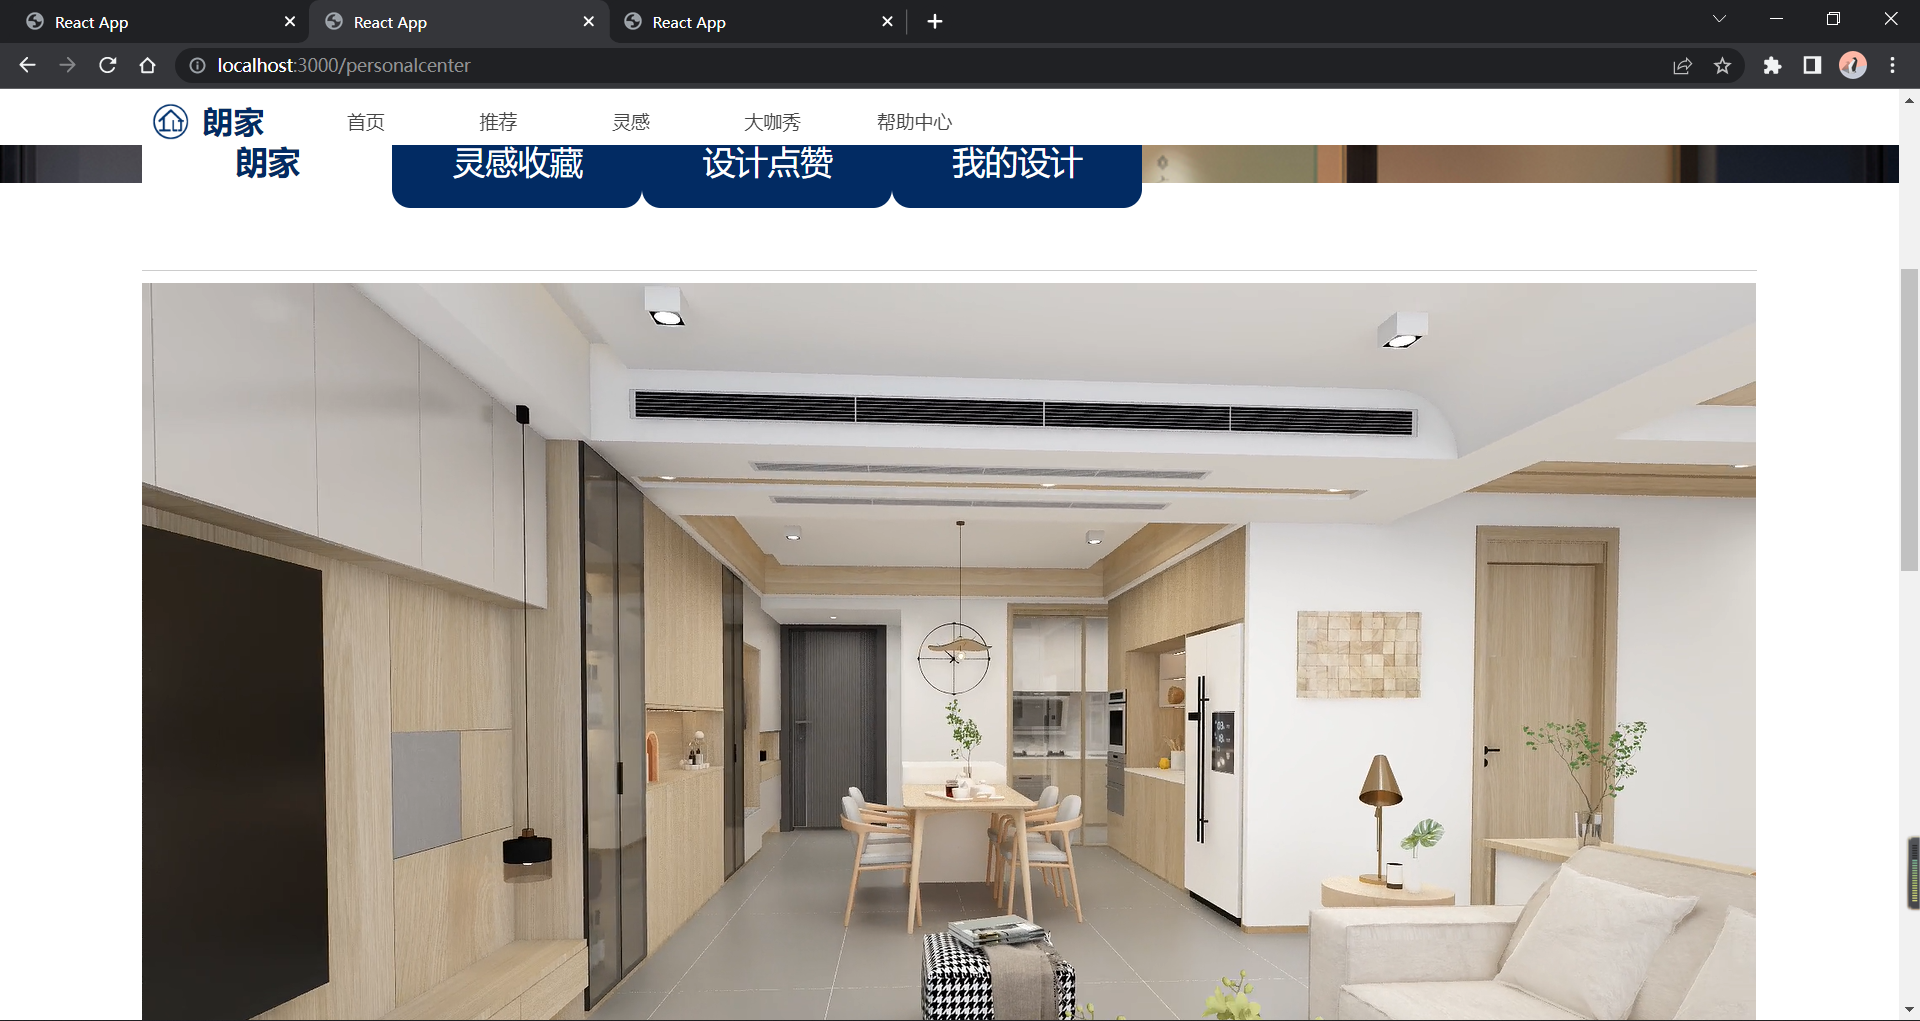 React App
React App
React App
localhost:3000/personalcenter
朗家
首页
推荐
灵感
大咖秀
帮助中心
朗家
灵感收藏
设计点赞
我的设计